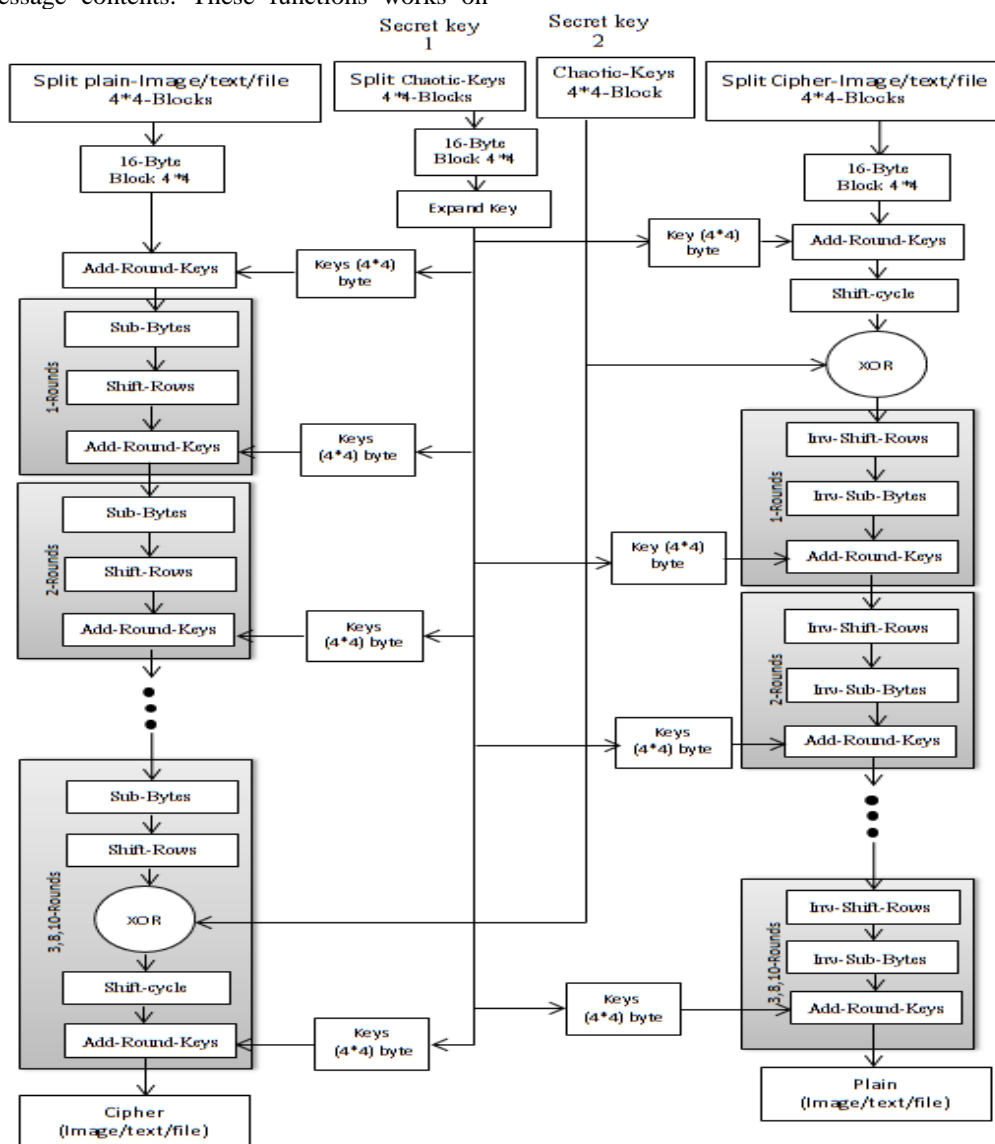 essage contents. These functions works on
Secret key
1
Secret key
2
Split plain-Image/text/file
4*4-Blocks
Split Chaotic-Keys
4*4-Blocks
Chaotic-Keys
4*4-Block
Split Cipher-Image/text/file
4*4-Blocks
16-Byte
Block 4*4
16-Byte
Block 4*4
16-Byte
Block 4*4
Expand Key
Add-Round-Keys
Keys (4*4)
byte
Key (4*4)
byte
Add-Round-Keys
Shift-cycle
XOR
1-Rounds
Sub-Bytes
Shift-Rows
Add-Round-Keys
Keys
(4*4) byte
1-Rounds
Inv-Shift-Rows
Inv-Sub-Bytes
Add-Round-Keys
Key (4*4)
byte
2-Rounds
Sub-Bytes
Shift-Rows
Add-Round-Keys
Keys
(4*4) byte
2-Rounds
Inv-Shift-Rows
Inv-Sub-Bytes
Add-Round-Keys
Keys
(4*4) byte
3,8,10-Rounds
Sub-Bytes
Shift-Rows
XOR
Shift-cycle
Add-Round-Keys
Keys
(4*4) byte
3,8,10-Rounds
Inv-Shift-Rows
Inv-Sub-Bytes
Add-Round-Keys
Keys
(4*4) byte
Cipher
(Image/text/file)
Plain
(Image/text/file)